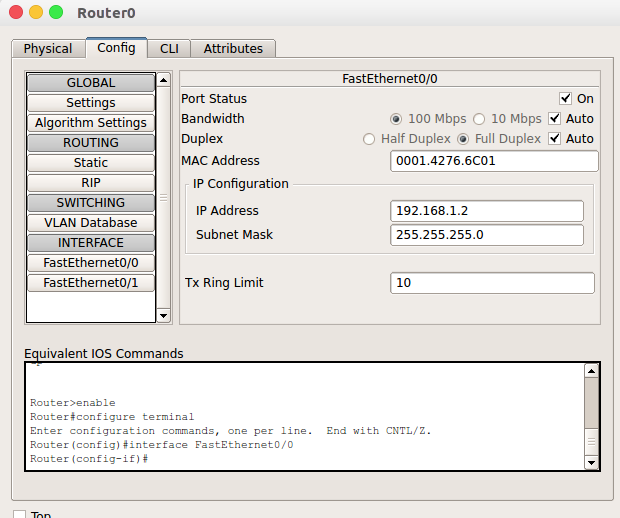 Router0
Physical Config CLI Attributes
GLOBAL
Settings
Algorithm Settings
ROUTING
Static
RIP
SWITCHING
VLAN Database
INTERFACE
FastEthernet0/0
FastEthernet0/1
FastEthernet0/0
Port Status On
Bandwidth 100 Mbps 10 Mbps Auto
Duplex Half Duplex Full Duplex Auto
MAC Address 0001.4276.6C01
IP Configuration
IP Address 192.168.1.2
Subnet Mask 255.255.255.0
Tx Ring Limit 10
Equivalent IOS Commands
Router>enable
Router#configure terminal
Enter configuration commands, one per line. End with CNTL/Z.
Router(config)#interface FastEthernet0/0
Router(config-if)#
Top